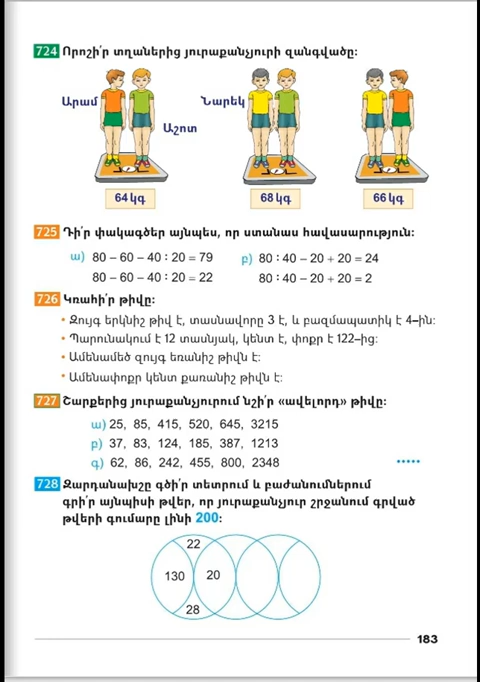 724 Որոշի՛ր տղաներից յուրաքանչյուրի զանգվածը:
Արամ
Աշոտ
Նարեկ
64 կգ
68 կգ
66 կգ
725 Դի՛ր փակագծեր այնպես, որ ստանաս հավասարություն:
ա) 80 – 60 – 40 : 20 = 79
80 – 60 – 40 : 20 = 22
բ) 80 : 40 – 20 + 20 = 24
80 : 40 – 20 + 20 = 2
726 Կռահի՛ր թիվը:
• Զույգ երկնիշ թիվ է, տասնավորը 3 է, և բազմապատիկ է 4–ին:
• Պարունակում է 12 տասնյակ, կենտ է, փոքր է 122–ից:
• Ամենամեծ զույգ եռանիշ թիվն է:
• Ամենափոքր կենտ քառանիշ թիվն է:
727 Շարքերից յուրաքանչյուրում նշի՛ր «ավելորդ» թիվը:
ա) 25, 85, 415, 520, 645, 3215
բ) 37, 83, 124, 185, 387, 1213
գ) 62, 86, 242, 455, 800, 2348
728 Զարդանախշը գծի՛ր տետրում և բաժանումներում
գրի՛ր այնպիսի թվեր, որ յուրաքանչյուր շրջանում գրված
թվերի գումարը լինի 200:
22
130
20
28
183